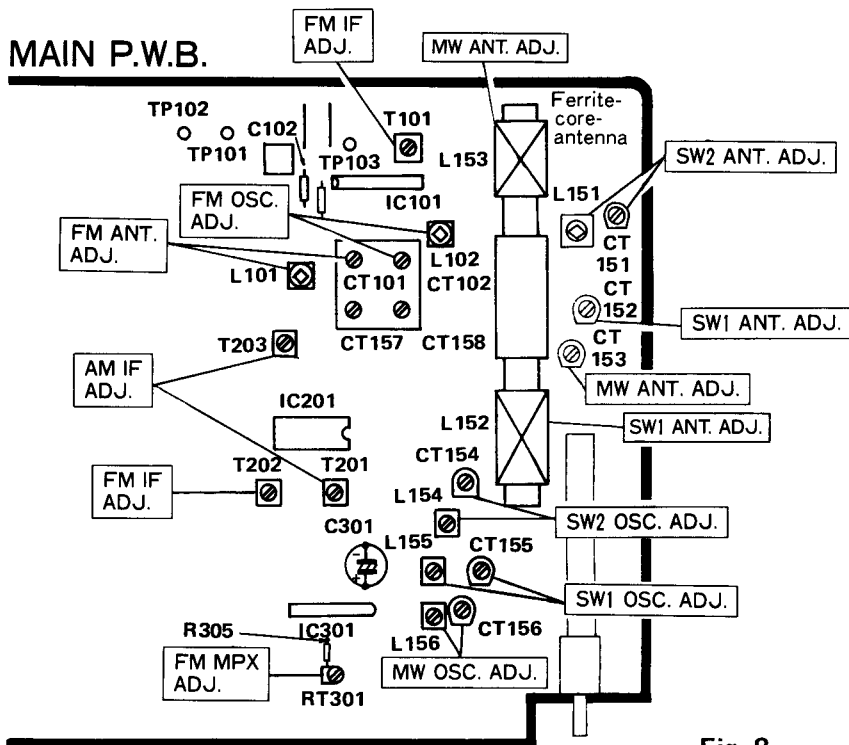 MAIN P.W.B.
FM IF
ADJ.
MW ANT. ADJ.
TP102
TP101
C102
TP103
T101
IC101
L153
Ferrite-
core-
antenna
L151
SW2 ANT. ADJ.
CT
151
FM OSC.
ADJ.
FM ANT.
ADJ.
L101
L102
CT101
CT102
CT
152
SW1 ANT. ADJ.
CT157
CT158
CT
153
MW ANT. ADJ.
T203
AM IF
ADJ.
IC201
L152
SW1 ANT. ADJ.
FM IF
ADJ.
T202
T201
CT154
L154
SW2 OSC. ADJ.
C301
L155
CT155
SW1 OSC. ADJ.
IC301
R305
L156
CT156
MW OSC. ADJ.
FM MPX
ADJ.
RT301